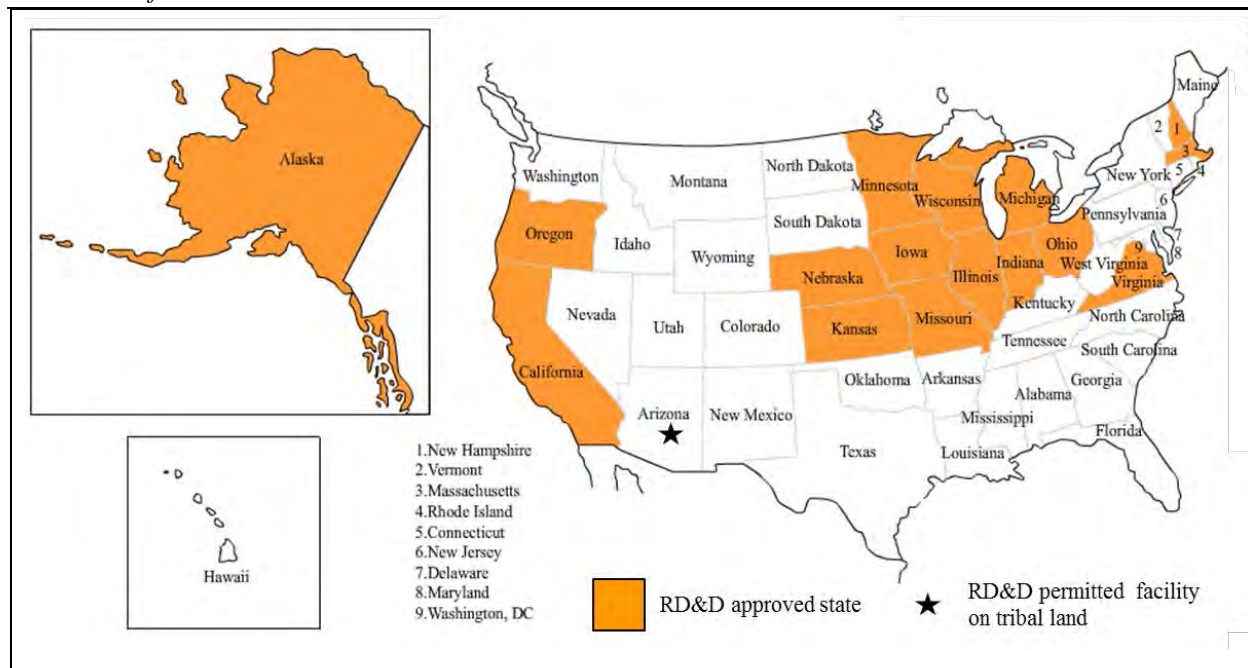 Alaska
Hawaii
Washington
Oregon
California
Nevada
Idaho
Montana
Wyoming
Utah
Colorado
Arizona
New Mexico
North Dakota
South Dakota
Nebraska
Kansas
Oklahoma
Texas
Minnesota
Iowa
Missouri
Arkansas
Louisiana
Wisconsin
Illinois
Michigan
Indiana
Ohio
Kentucky
Tennessee
Mississippi
Alabama
Georgia
Florida
South Carolina
North Carolina
Virginia
West Virginia
Pennsylvania
New York
Maine
1
2
3
4
5
6
7
8
9
1.New Hampshire
2.Vermont
3.Massachusetts
4.Rhode Island
5.Connecticut
6.New Jersey
7.Delaware
8.Maryland
9.Washington, DC
RD&D approved state
RD&D permitted facility
on tribal land